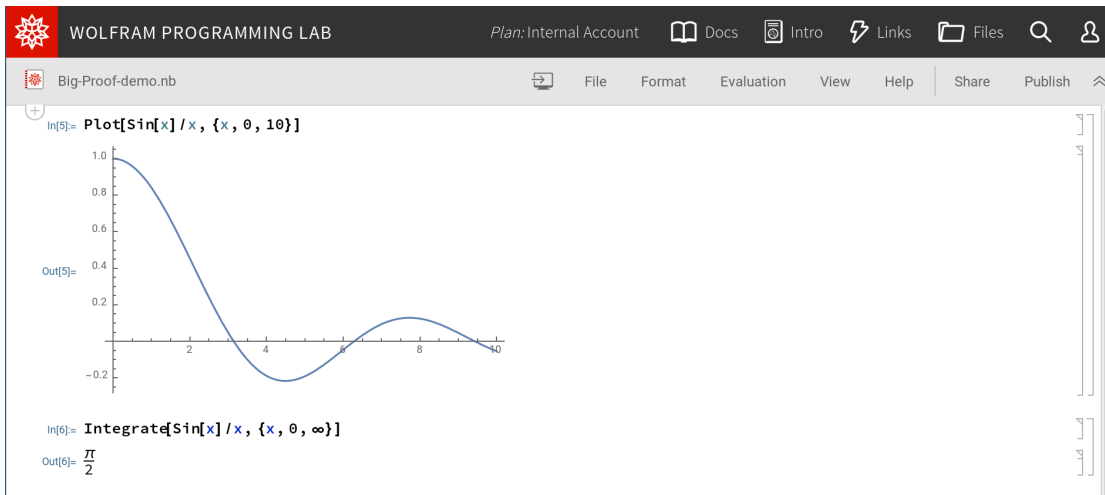 WOLFRAM PROGRAMMING LAB Plan: Internal Account Docs Intro Links Files
Big-Proof-demo.nb File Format Evaluation View Help Share Publish
In[5]:= Plot[Sin[x]/x, {x, 0, 10}]
1.0
0.8
0.6
Out[5]= 0.4
0.2
2 4 6 8 10
-0.2
In[6]:= Integrate[Sin[x]/x, {x, 0, ∞}]
Out[6]= π/2